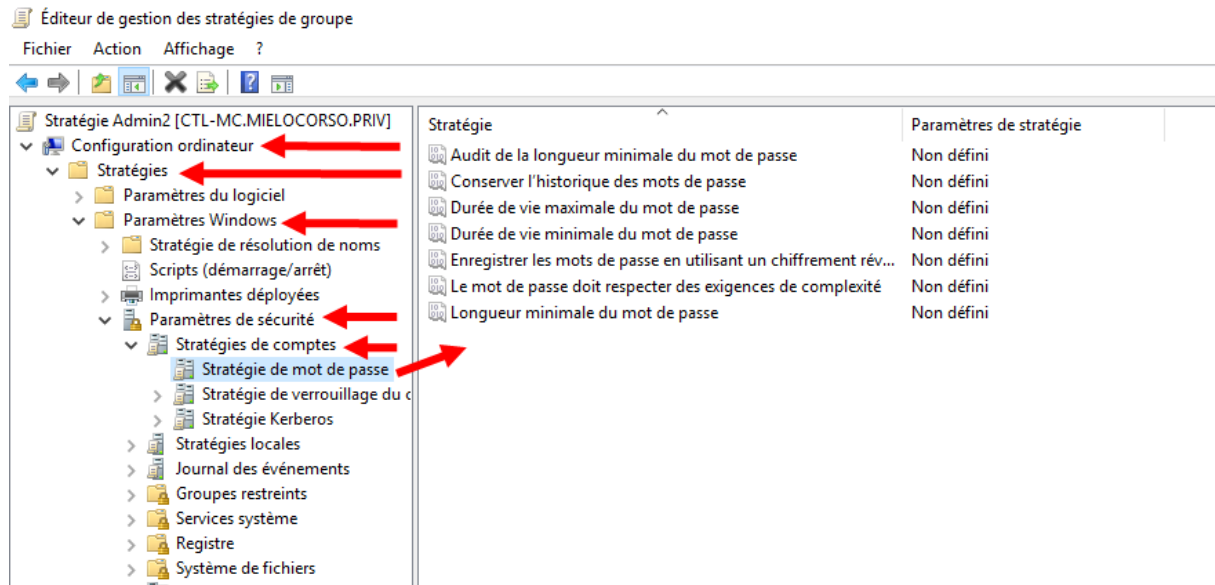 Éditeur de gestion des stratégies de groupe
Fichier Action Affichage ?
Stratégie Admin2 [CTL-MC.MIELOCORSO.PRIV]
Configuration ordinateur
Stratégies
Paramètres du logiciel
Paramètres Windows
Stratégie de résolution de noms
Scripts (démarrage/arrêt)
Imprimantes déployées
Paramètres de sécurité
Stratégies de comptes
Stratégie de mot de passe
Stratégie de verrouillage du c
Stratégie Kerberos
Stratégies locales
Journal des événements
Groupes restreints
Services système
Registre
Système de fichiers
Stratégie Paramètres de stratégie
Audit de la longueur minimale du mot de passe Non défini
Conserver l'historique des mots de passe Non défini
Durée de vie maximale du mot de passe Non défini
Durée de vie minimale du mot de passe Non défini
Enregistrer les mots de passe en utilisant un chiffrement rév... Non défini
Le mot de passe doit respecter des exigences de complexité Non défini
Longueur minimale du mot de passe Non défini